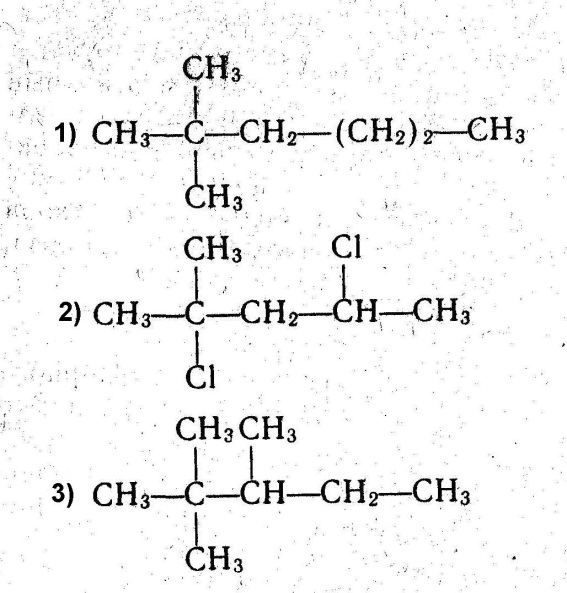 CH₃
1) CH₃—C—CH₂—(CH₂)₂—CH₃
CH₃
CH₃ Cl
2) CH₃—C—CH₂—CH—CH₃
Cl
CH₃ CH₃
3) CH₃—C—CH—CH₂—CH₃
CH₃